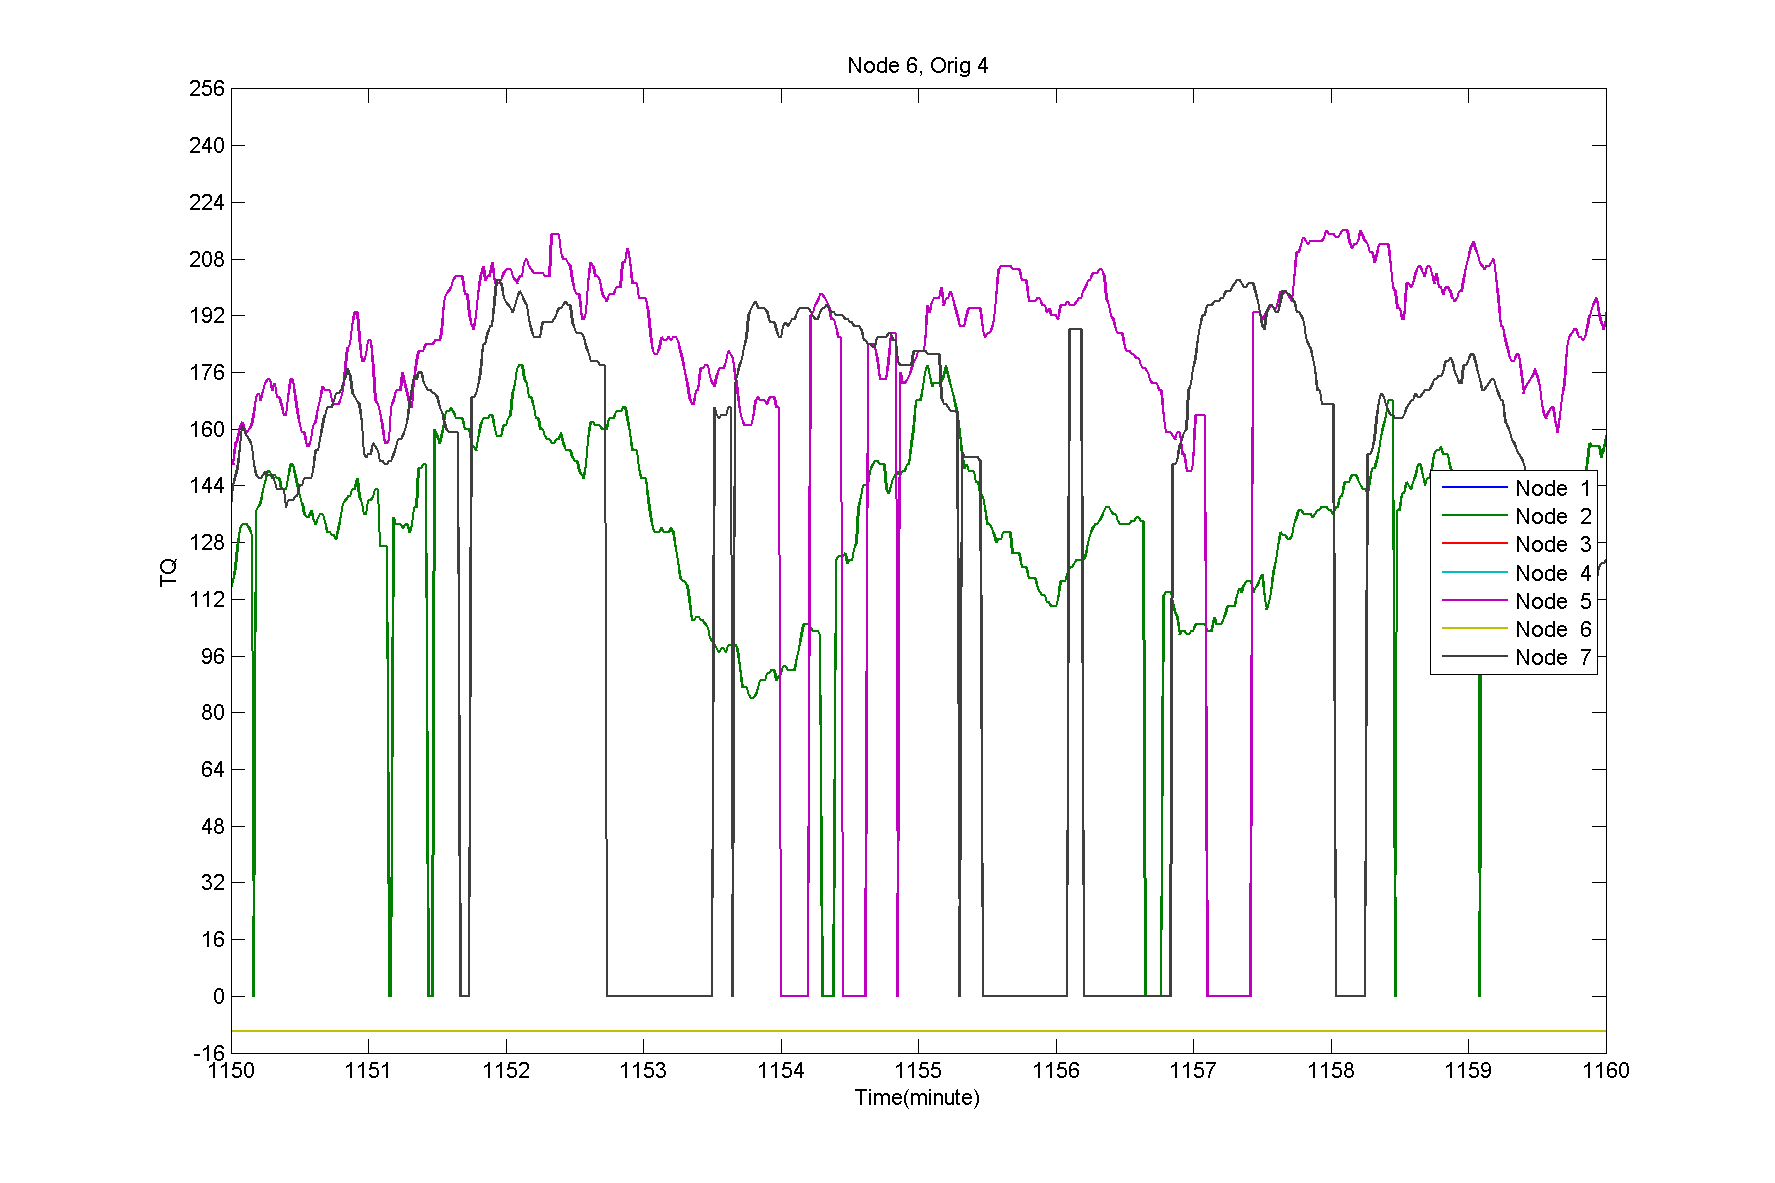 Node 6, Orig 4
256
240
224
208
192
176
160
144
128
112
96
80
64
48
32
16
0
-16
TQ
Node 1
Node 2
Node 3
Node 4
Node 5
Node 6
Node 7
1150 1151 1152 1153 1154 1155 1156 1157 1158 1159 1160
Time(minute)